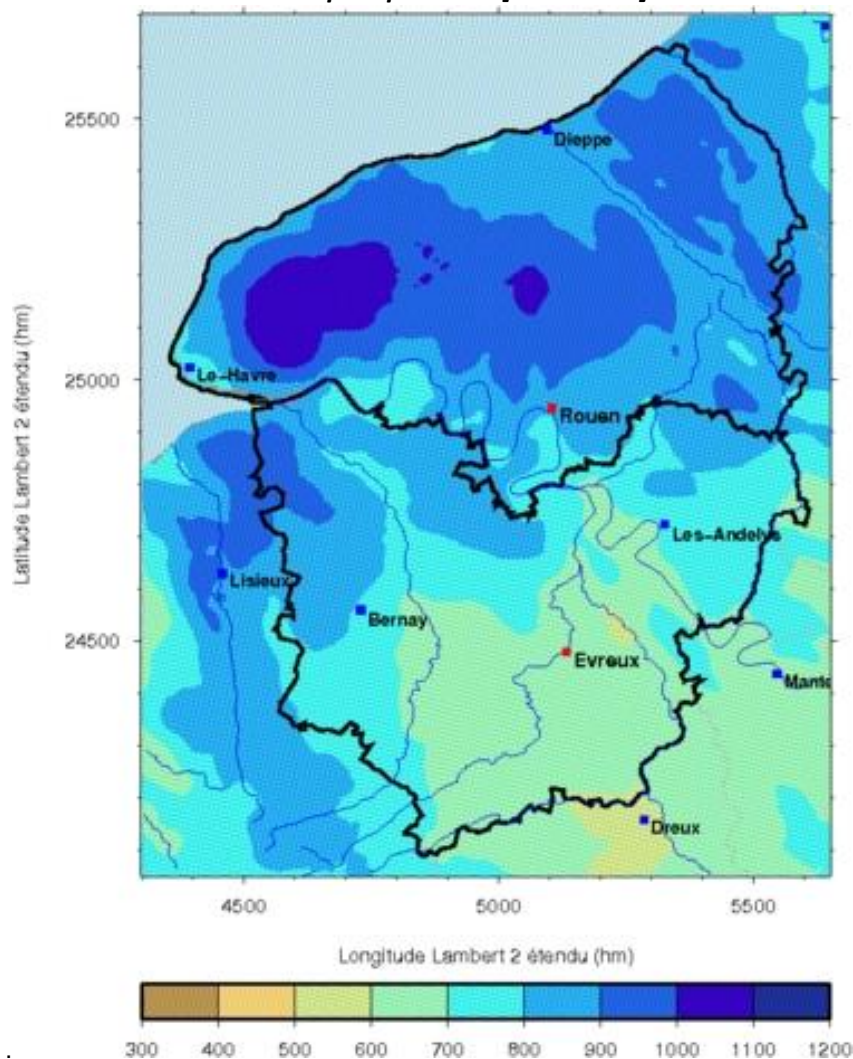 25500
Dieppe
25000
Le-Havre
Rouen
Les-Andelys
Lisieux
Bernay
24500
Evreux
Dreux
4500 5000 5500
Latitude Lambert 2 étendu (hm)
Longitude Lambert 2 étendu (hm)
300 400 500 600 700 800 900 1000 1100 1200